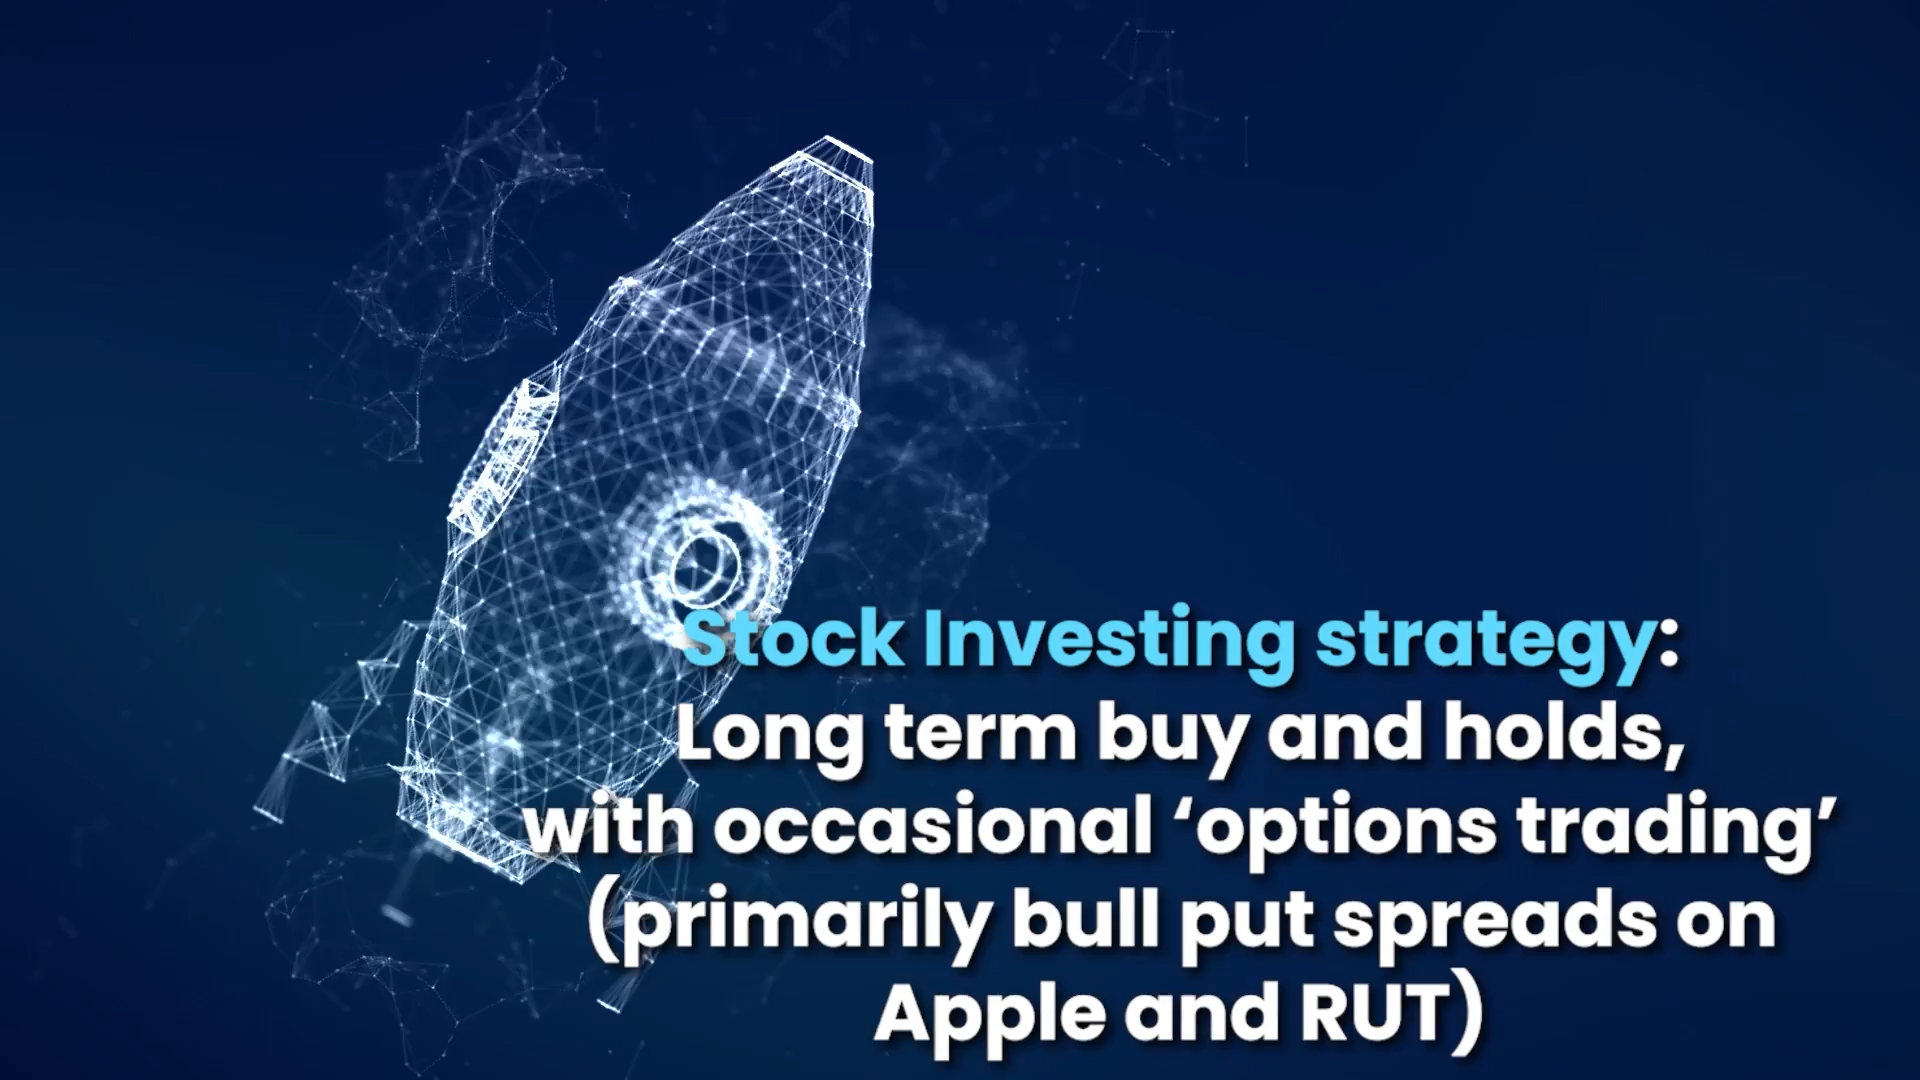 Stock Investing strategy:
Long term buy and holds,
with occasional ‘options trading’
(primarily bull put spreads on
Apple and RUT)